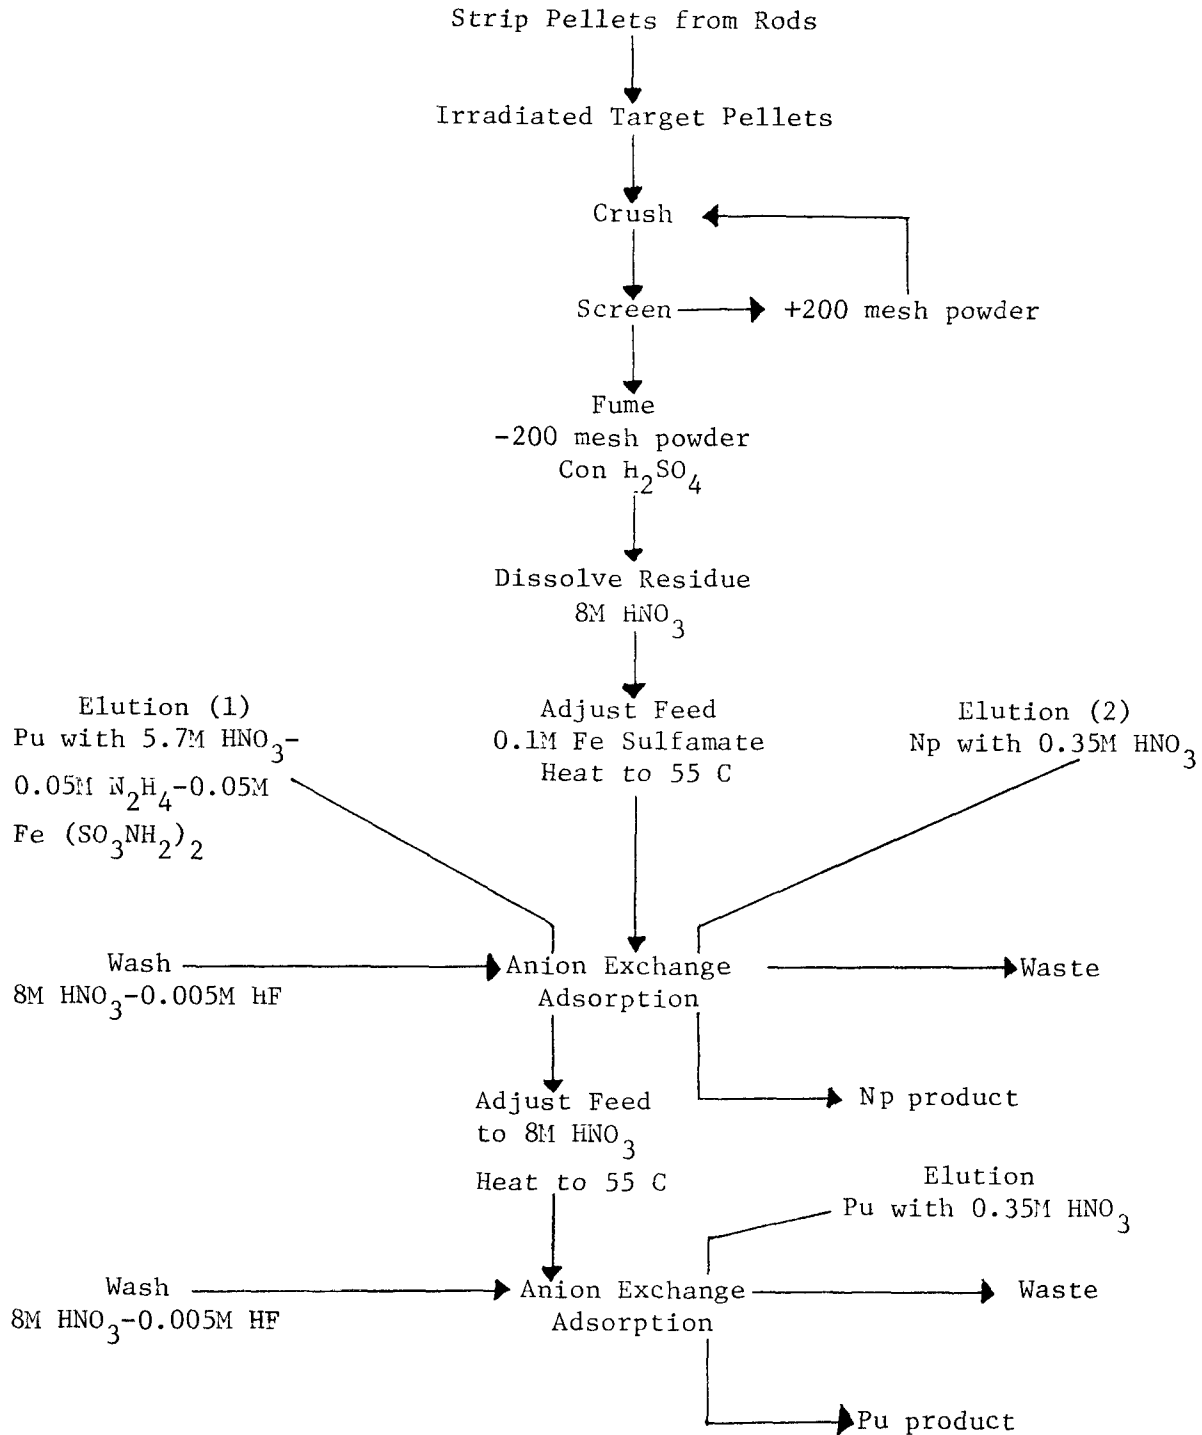 Strip Pellets from Rods
Irradiated Target Pellets
Crush
Screen
+200 mesh powder
Fume
-200 mesh powder
Con H2SO4
Dissolve Residue
8M HNO3
Elution (1)
Pu with 5.7M HNO3-
0.05M N2H4-0.05M
Fe (SO3NH2)2
Adjust Feed
0.1M Fe Sulfamate
Heat to 55 C
Elution (2)
Np with 0.35M HNO3
Wash
8M HNO3-0.005M HF
Anion Exchange
Adsorption
Waste
Adjust Feed
to 8M HNO3
Heat to 55 C
Np product
Elution
Pu with 0.35M HNO3
Wash
8M HNO3-0.005M HF
Anion Exchange
Adsorption
Waste
Pu product